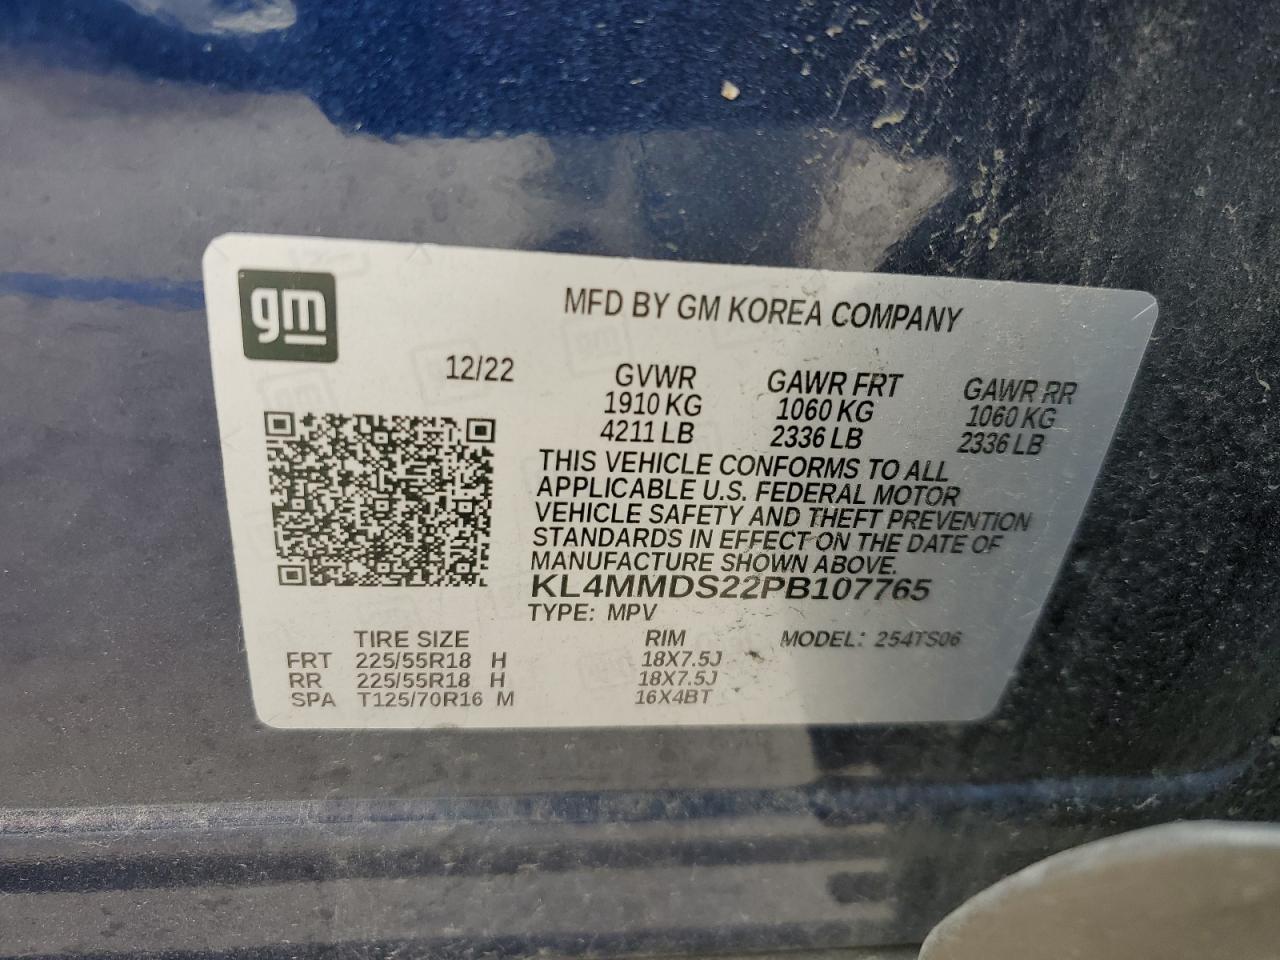 gm
MFD BY GM KOREA COMPANY
12/22 GVWR GAWR FRT GAWR RR
1910 KG 1060 KG 1060 KG
4211 LB 2336 LB 2336 LB
THIS VEHICLE CONFORMS TO ALL
APPLICABLE U.S. FEDERAL MOTOR
VEHICLE SAFETY AND THEFT PREVENTION
STANDARDS IN EFFECT ON THE DATE OF
MANUFACTURE SHOWN ABOVE.
KL4MMDS22PB107765
TYPE: MPV
TIRE SIZE RIM MODEL: 254TS06
FRT 225/55R18 H 18X7.5J
RR 225/55R18 H 18X7.5J
SPA T125/70R16 M 16X4BT